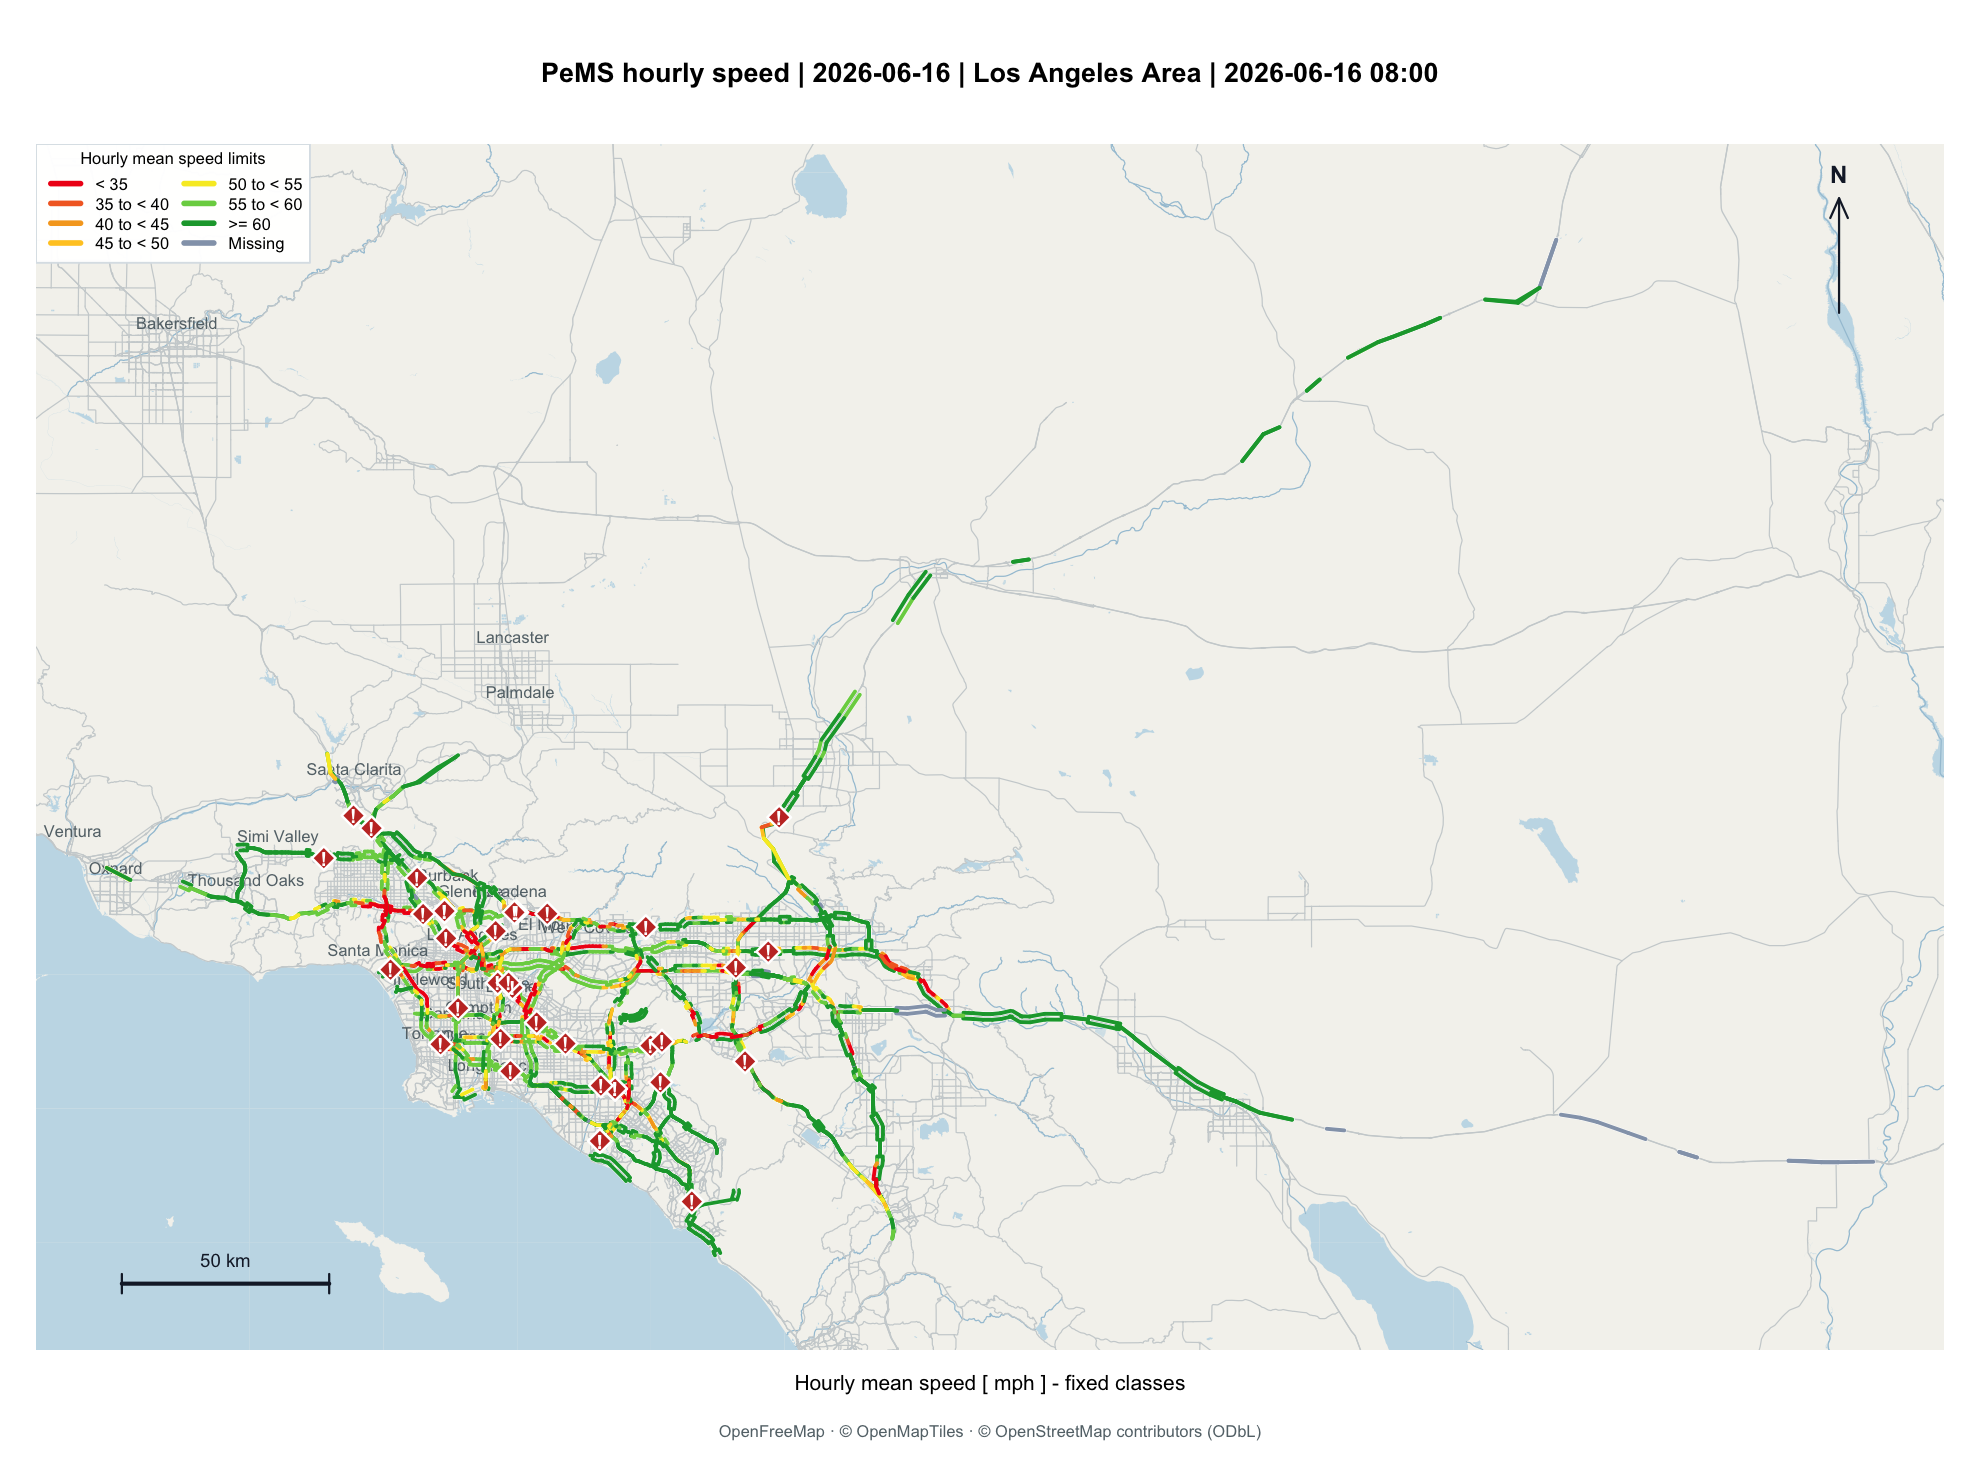 PeMS hourly speed | 2026-06-16 | Los Angeles Area | 2026-06-16 08:00
Hourly mean speed limits
< 35
50 to < 55
35 to < 40
55 to < 60
40 to < 45
>= 60
45 to < 50
Missing
N
Bakersfield
Lancaster
Palmdale
Santa Clarita
Ventura
Simi Valley
Oxnard
Thousand Oaks
Santa Monica
50 km
Hourly mean speed [ mph ] - fixed classes
OpenFreeMap · © OpenMapTiles · © OpenStreetMap contributors (ODbL)